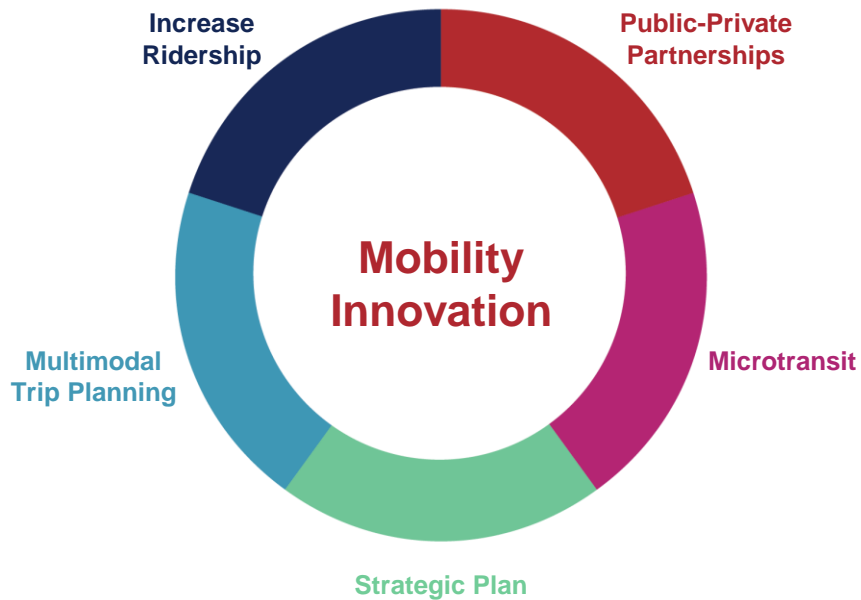 Increase
Ridership
Public-Private
Partnerships
Mobility
Innovation
Multimodal
Trip Planning
Microtransit
Strategic Plan